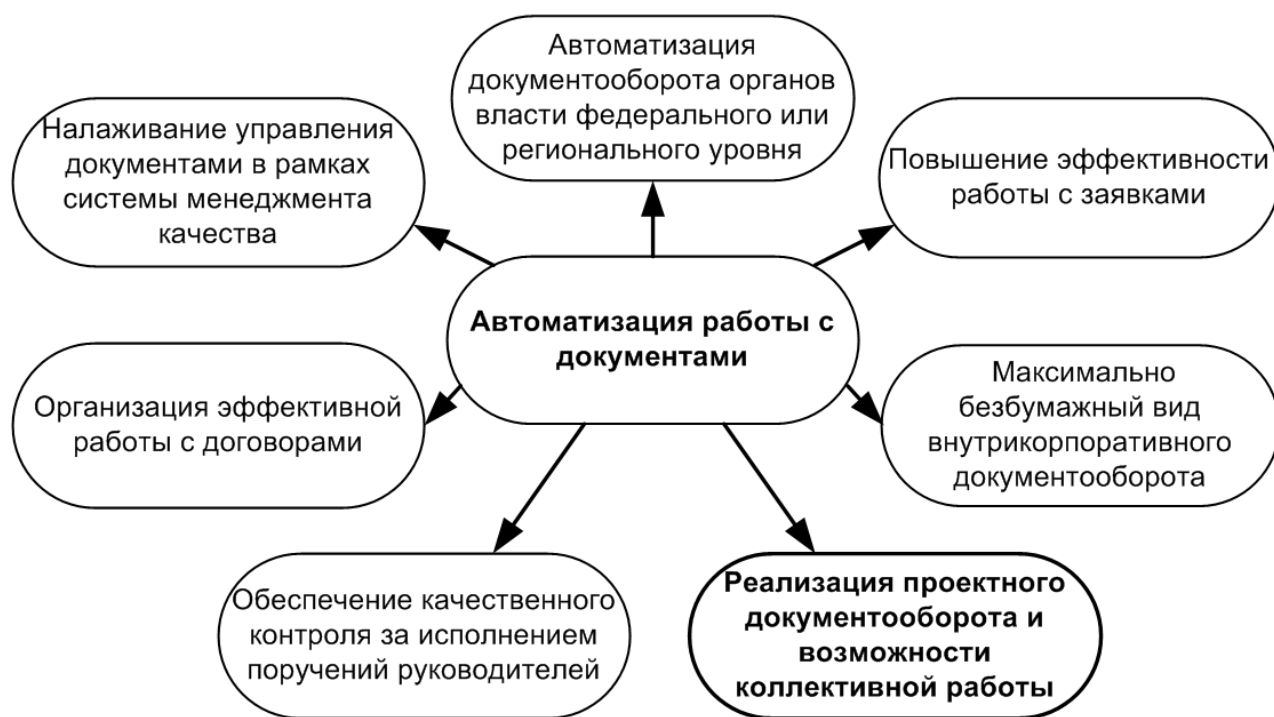 Автоматизация
документооборота органов
власти федерального или
регионального уровня
Налаживание управления
документами в рамках
системы менеджмента
качества
Повышение эффективности
работы с заявками
Автоматизация работы с
документами
Организация эффективной
работы с договорами
Максимально
безбумажный вид
внутрикорпоративного
документооборота
Обеспечение качественного
контроля за исполнением
поручений руководителей
Реализация проектного
документооборота и
возможности
коллективной работы